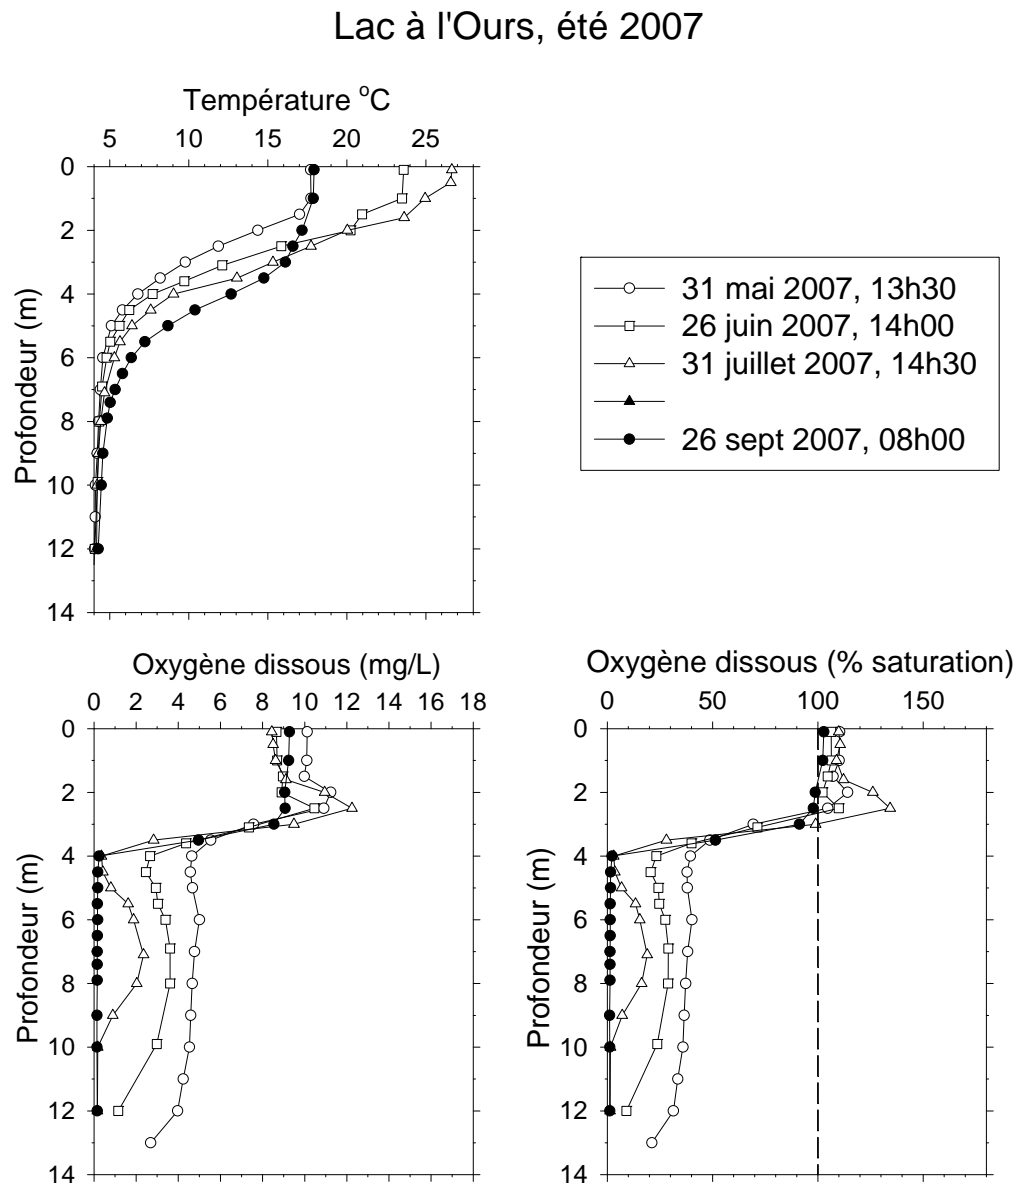 Lac à l'Ours, été 2007
Température °C
5 10 15 20 25
0
2
4
6
8
10
12
14
Profondeur (m)
31 mai 2007, 13h30
26 juin 2007, 14h00
31 juillet 2007, 14h30
26 sept 2007, 08h00
Oxygène dissous (mg/L)
0 2 4 6 8 10 12 14 16 18
0
2
4
6
8
10
12
14
Profondeur (m)
Oxygène dissous (% saturation)
0 50 100 150
0
2
4
6
8
10
12
14
Profondeur (m)